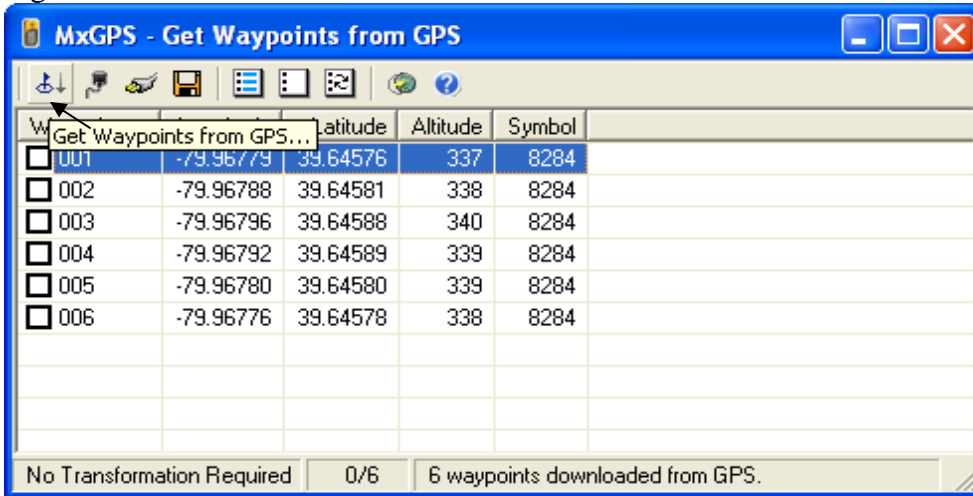 MxGPS - Get Waypoints from GPS
Get Waypoints from GPS...
Latitude Altitude Symbol
001 -79.96779 39.64576 337 8284
002 -79.96788 39.64581 338 8284
003 -79.96796 39.64588 340 8284
004 -79.96792 39.64589 339 8284
005 -79.96780 39.64580 339 8284
006 -79.96776 39.64578 338 8284
No Transformation Required 0/6 6 waypoints downloaded from GPS.